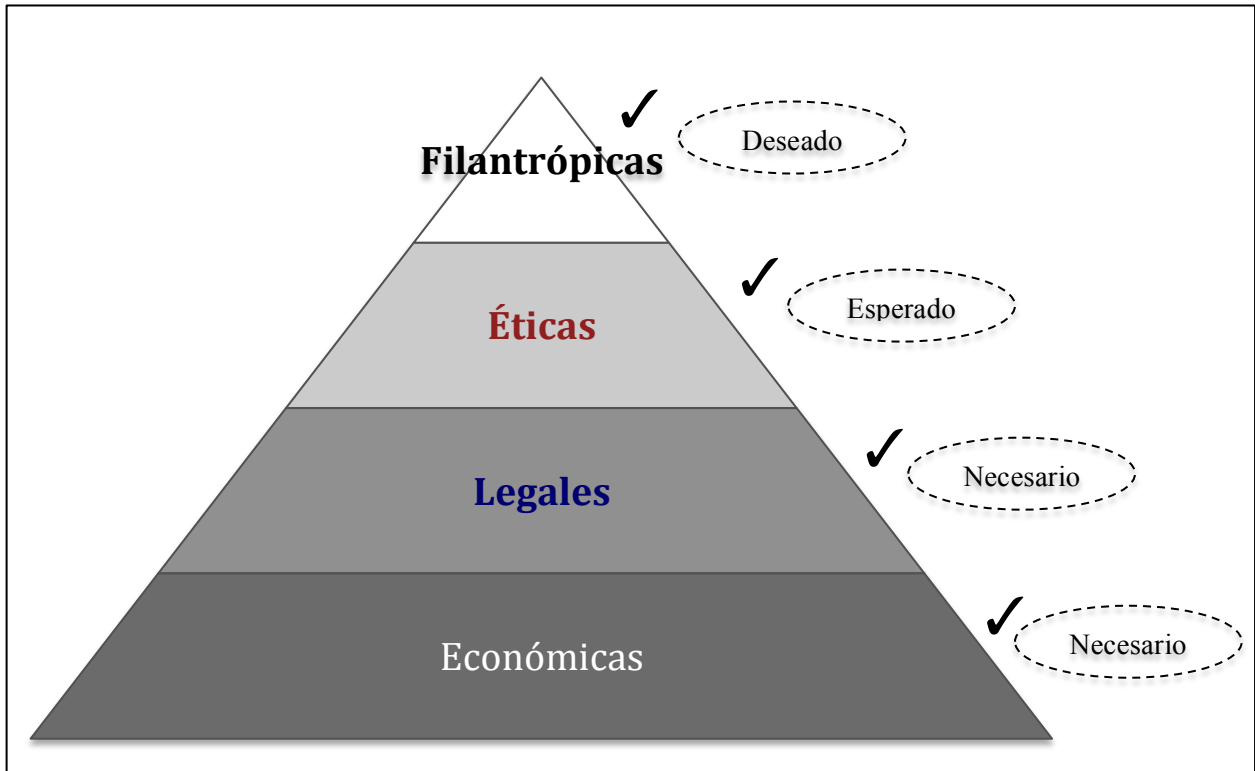 Filantrópicas
Deseado
Éticas
Esperado
Legales
Necesario
Económicas
Necesario